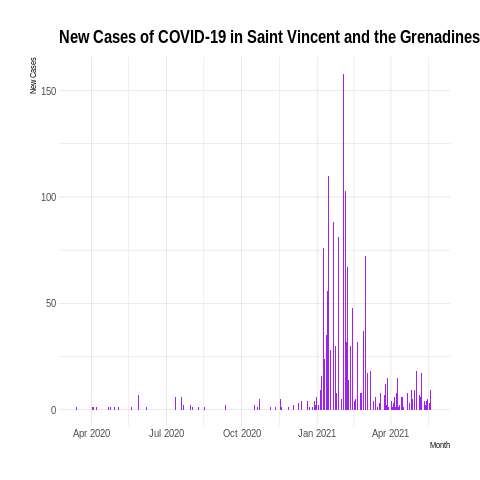 New Cases of COVID-19 in Saint Vincent and the Grenadines
New Cases
150
100
50
0
Apr 2020 Jul 2020 Oct 2020 Jan 2021 Apr 2021
Month